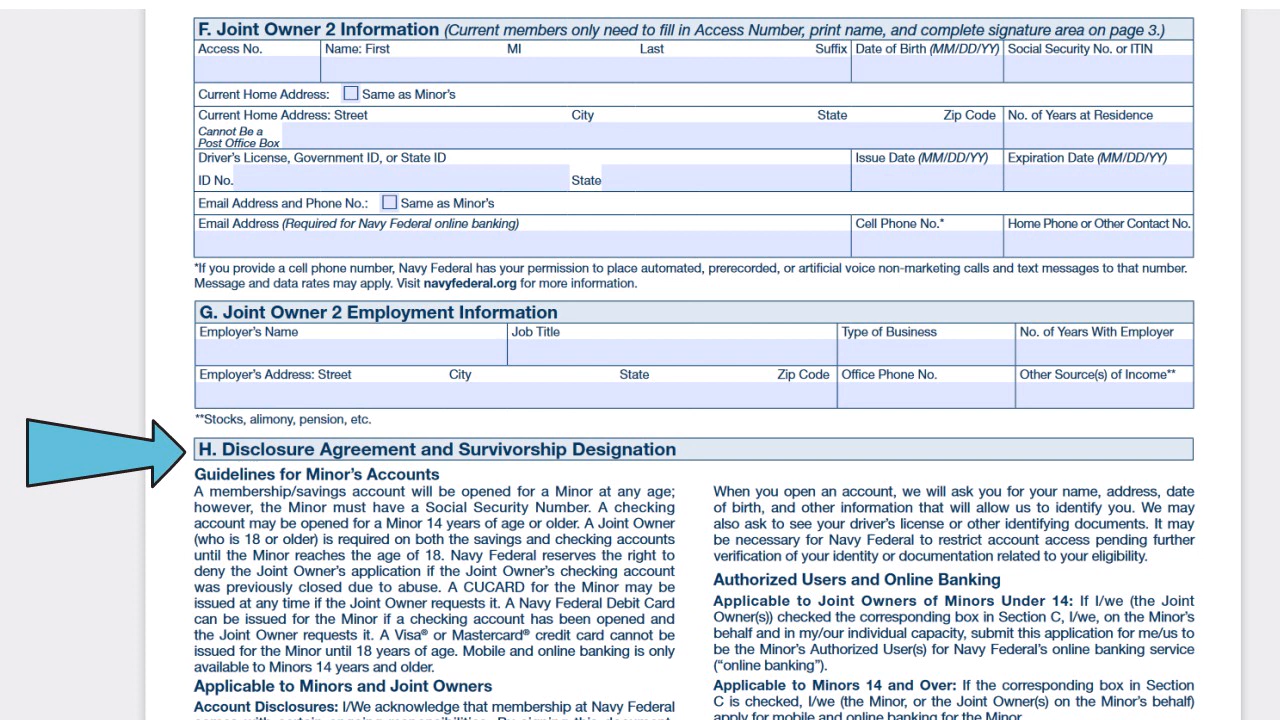 F. Joint Owner 2 Information (Current members only need to fill in Access Number, print name, and complete signature area on page 3.)
Access No. Name: First MI Last Suffix Date of Birth (MM/DD/YY) Social Security No. or ITIN
Current Home Address: Same as Minor's
Current Home Address: Street City State Zip Code No. of Years at Residence
Cannot Be a
Post Office Box
Driver's License, Government ID, or State ID Issue Date (MM/DD/YY) Expiration Date (MM/DD/YY)
ID No. State
Email Address and Phone No.: Same as Minor's
Email Address (Required for Navy Federal online banking) Cell Phone No.* Home Phone or Other Contact No.
*If you provide a cell phone number, Navy Federal has your permission to place automated, prerecorded, or artificial voice non-marketing calls and text messages to that number.
Message and data rates may apply. Visit navyfederal.org for more information.
G. Joint Owner 2 Employment Information
Employer's Name Job Title Type of Business No. of Years With Employer
Employer's Address: Street City State Zip Code Office Phone No. Other Source(s) of Income**
**Stocks, alimony, pension, etc.
H. Disclosure Agreement and Survivorship Designation
Guidelines for Minor's Accounts
A membership/savings account will be opened for a Minor at any age;
however, the Minor must have a Social Security Number. A checking
account may be opened for a Minor 14 years of age or older. A Joint Owner
(who is 18 or older) is required on both the savings and checking accounts
until the Minor reaches the age of 18. Navy Federal reserves the right to
deny the Joint Owner's application if the Joint Owner's checking account
was previously closed due to abuse. A CUCARD for the Minor may be
issued at any time if the Joint Owner requests it. A Navy Federal Debit Card
can be issued for the Minor if a checking account has been opened and
the Joint Owner requests it. A Visa® or Mastercard® credit card cannot be
issued for the Minor until 18 years of age. Mobile and online banking is only
available to Minors 14 years and older.
Applicable to Minors and Joint Owners
Account Disclosures: I/We acknowledge that membership at Navy Federal
comes with certain ongoing responsibilities. By signing this document,
When you open an account, we will ask you for your name, address, date
of birth, and other information that will allow us to identify you. We may
also ask to see your driver's license or other identifying documents. It may
be necessary for Navy Federal to restrict account access pending further
verification of your identity or documentation related to your eligibility.
Authorized Users and Online Banking
Applicable to Joint Owners of Minors Under 14: If I/we (the Joint
Owner(s)) checked the corresponding box in Section C, I/we, on the Minor's
behalf and in my/our individual capacity, submit this application for me/us to
be the Minor's Authorized User(s) for Navy Federal's online banking service
("online banking").
Applicable to Minors 14 and Over: If the corresponding box in Section
C is checked, I/we (the Minor, or the Joint Owner(s) on the Minor's behalf)
apply for mobile and online banking for the Minor.